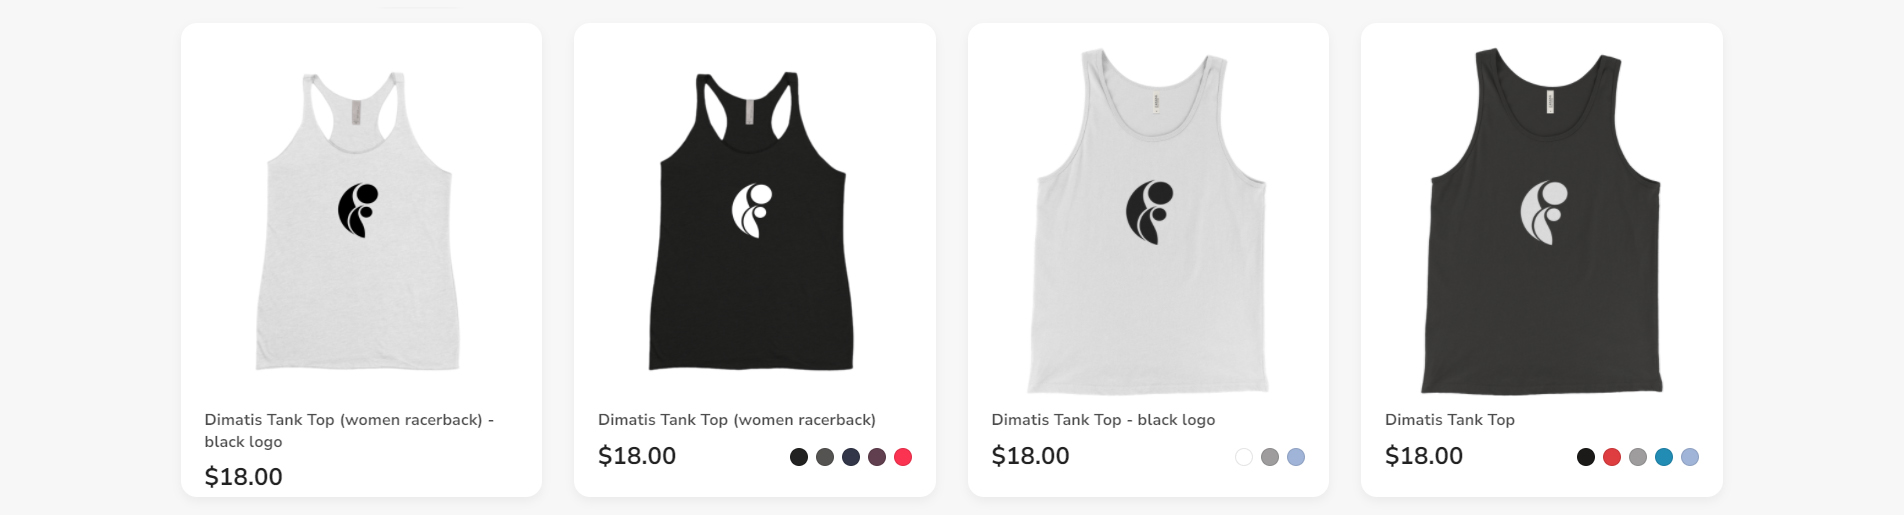 Dimatis Tank Top (women racerback) -
black logo
$18.00
Dimatis Tank Top (women racerback)
$18.00
Dimatis Tank Top - black logo
$18.00
Dimatis Tank Top
$18.00